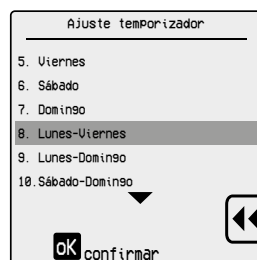 Ajuste temporizador
5. Viernes
6. Sábado
7. Domingo
8. Lunes-Viernes
9. Lunes-Domingo
10.Sábado-Domingo
oK confirmar